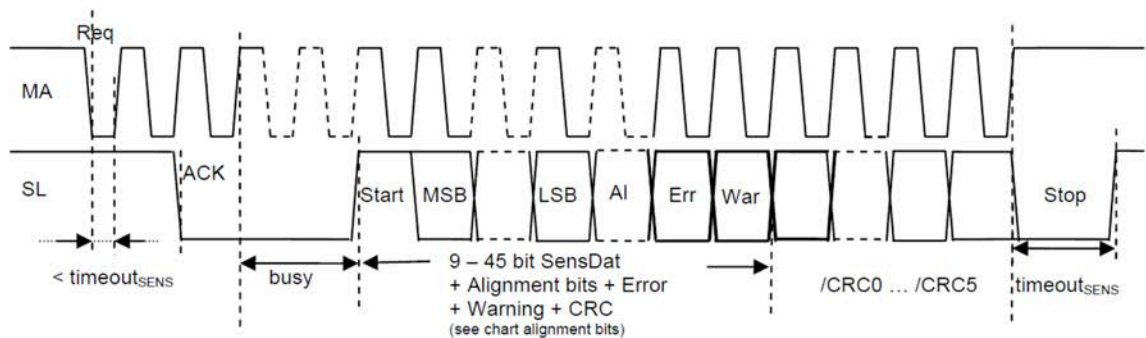 Req
MA
ACK
SL
Start MSB LSB Al Err War Stop
< timeoutSENS
busy
9 – 45 bit SensDat
+ Alignment bits + Error
+ Warning + CRC
(see chart alignment bits)
/CRC0 … /CRC5
timeoutSENS